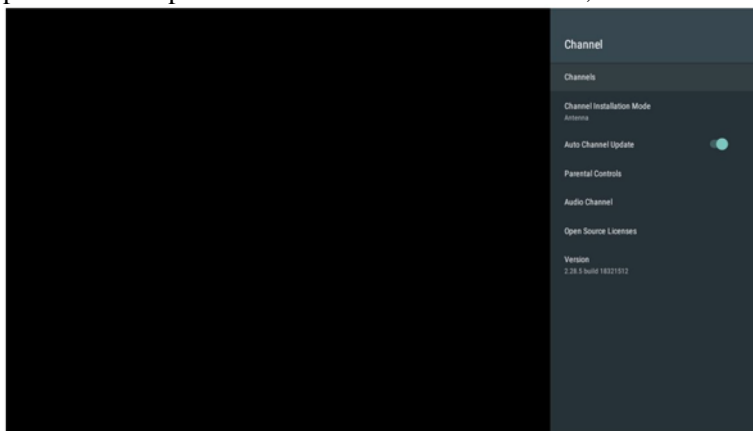 Channel
Channels
Channel Installation Mode
Antenna
Auto Channel Update
Parental Controls
Audio Channel
Open Source Licenses
Version
2.28.5 build 18321512